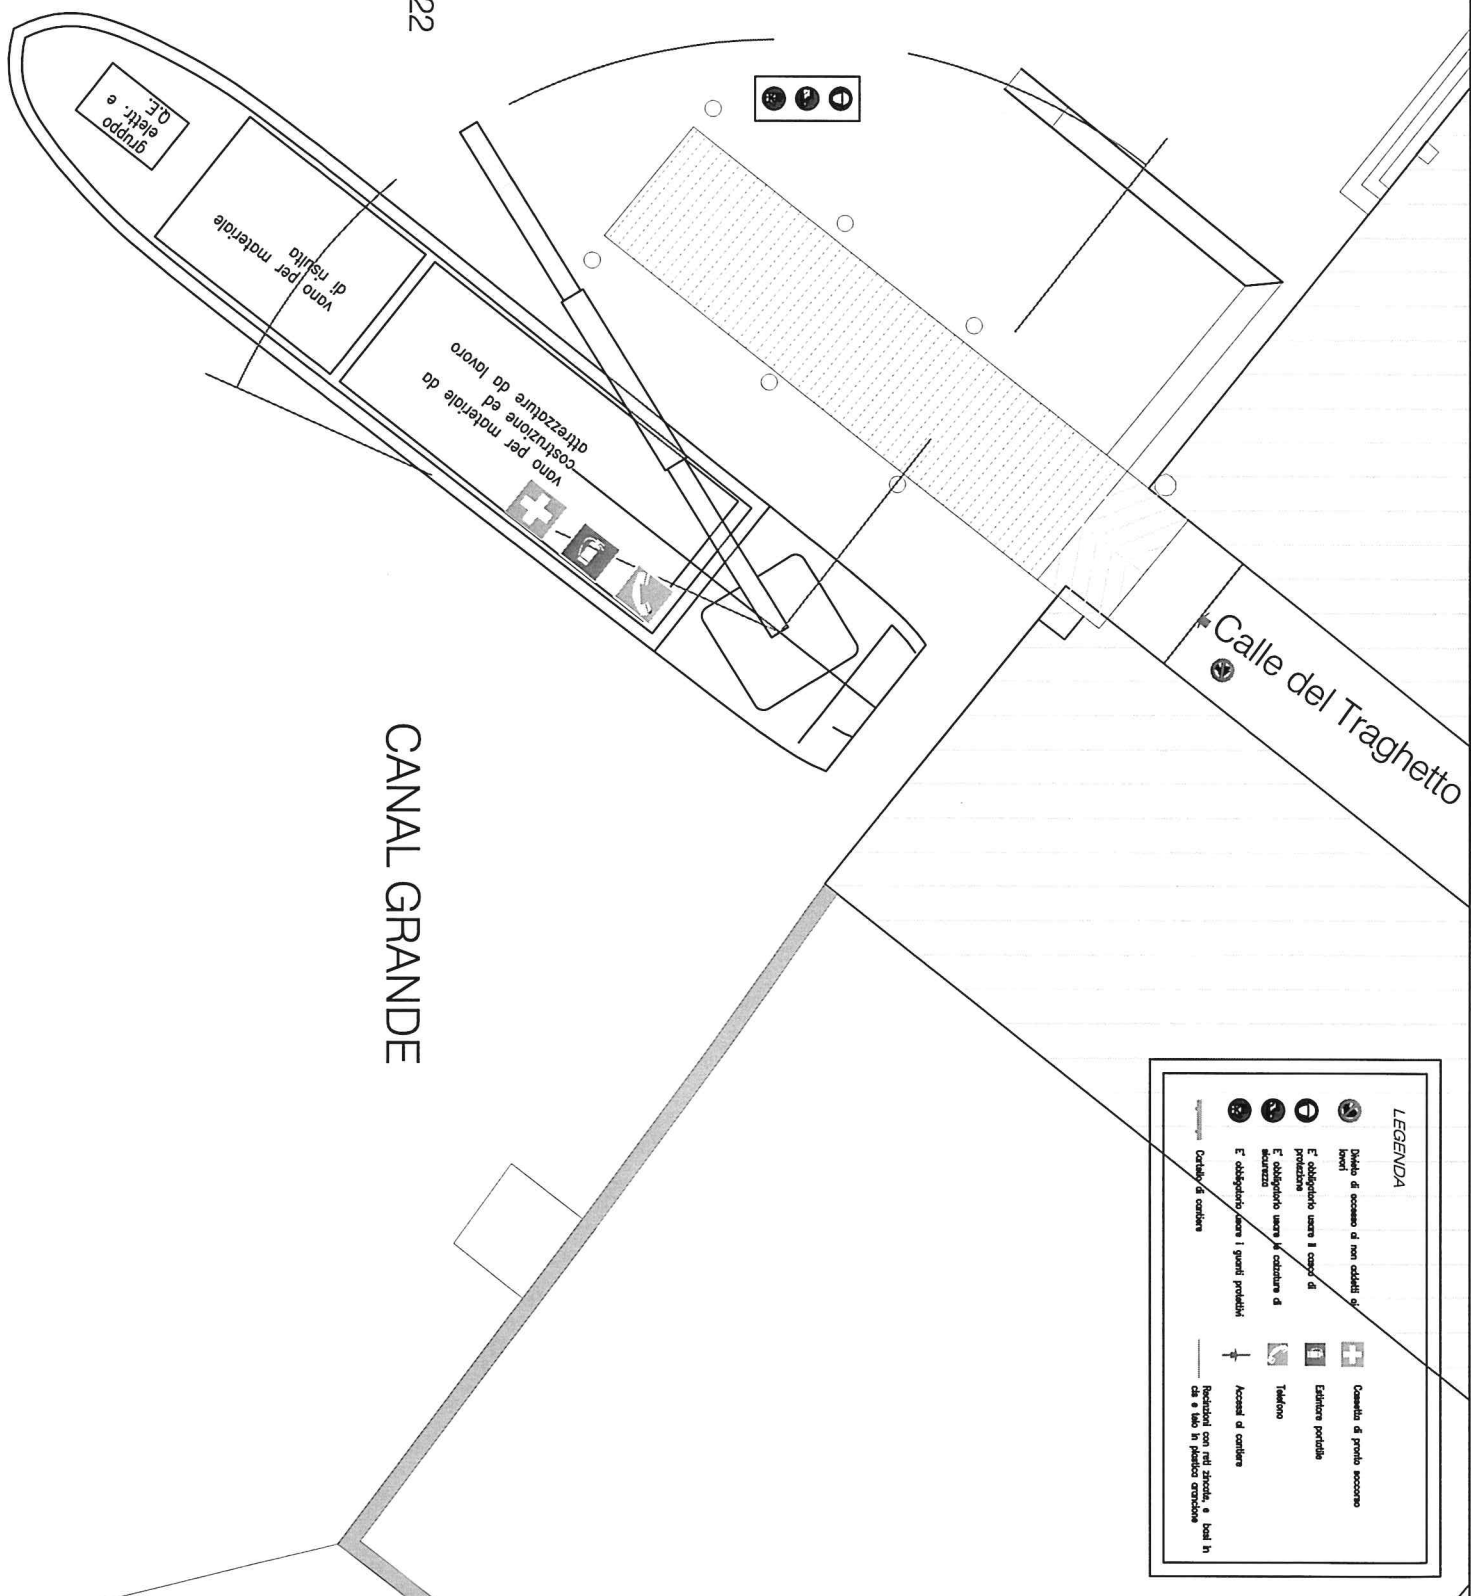 22
gruppo
elettr. e
Q.E.
vano per materiale
di risulta
vano per materiale da
costruzione ed
attrezzature da lavoro
Calle del Traghetto
CANAL GRANDE
LEGENDA
Divieto di accesso ai non addetti ai
lavori
E' obbligatorio usare il casco di
protezione
E' obbligatorio usare le calzature di
sicurezza
E' obbligatorio usare i guanti protettivi
Cartello di cantiere
Cassetta di pronto soccorso
Estintore portatile
Telefono
Accessi al cantiere
Recinzioni con reti zincate, e basi in
cls e telo in plastica arancione